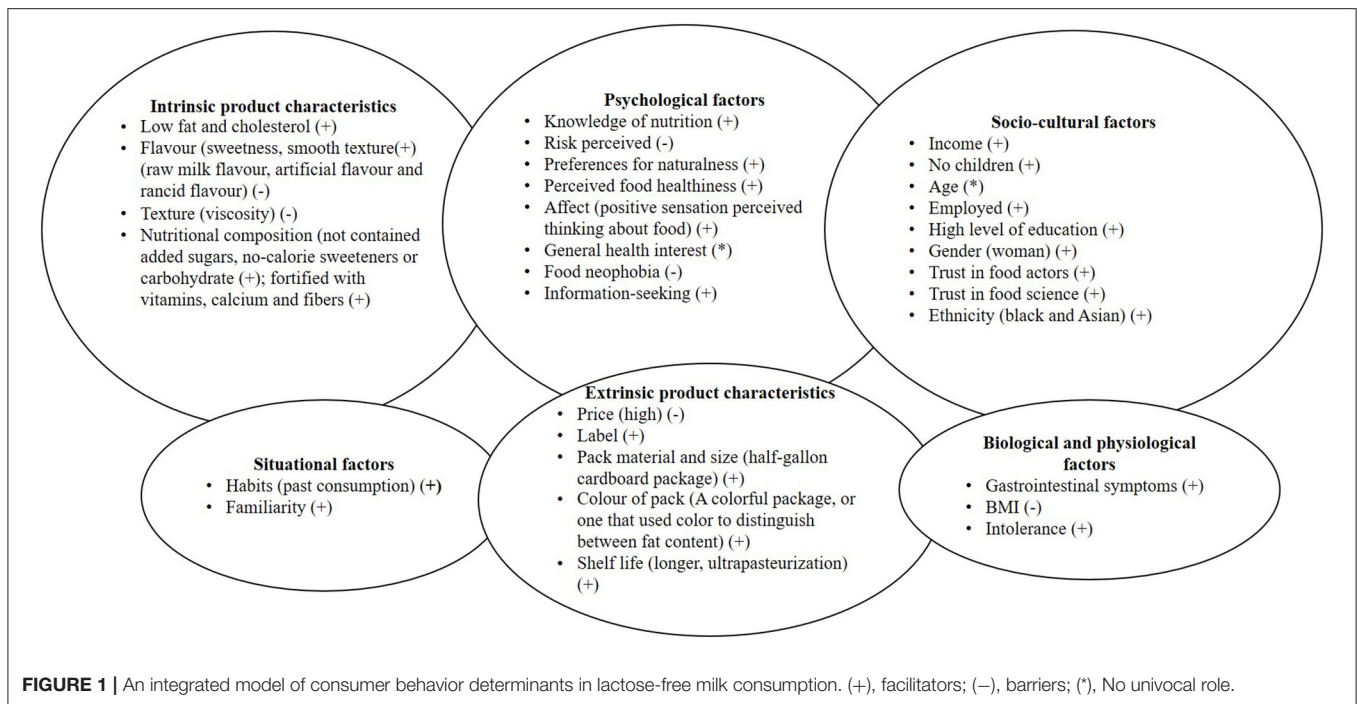 Intrinsic product characteristics
• Low fat and cholesterol (+)
• Flavour (sweetness, smooth texture(+)
(raw milk flavour, artificial flavour and
rancid flavour) (-)
• Texture (viscosity) (-)
• Nutritional composition (not contained
added sugars, no-calorie sweeteners or
carbohydrate (+); fortified with
vitamins, calcium and fibers (+)
Psychological factors
• Knowledge of nutrition (+)
• Risk perceived (-)
• Preferences for naturalness (+)
• Perceived food healthiness (+)
• Affect (positive sensation perceived
thinking about food) (+)
• General health interest (*)
• Food neophobia (-)
• Information-seeking (+)
Socio-cultural factors
• Income (+)
• No children (+)
• Age (*)
• Employed (+)
• High level of education (+)
• Gender (woman) (+)
• Trust in food actors (+)
• Trust in food science (+)
• Ethnicity (black and Asian) (+)
Situational factors
• Habits (past consumption) (+)
• Familiarity (+)
Extrinsic product characteristics
• Price (high) (-)
• Label (+)
• Pack material and size (half-gallon
cardboard package) (+)
• Colour of pack (A colorful package, or
one that used color to distinguish
between fat content) (+)
• Shelf life (longer, ultrapasteurization)
(+)
Biological and physiological
factors
• Gastrointestinal symptoms (+)
• BMI (-)
• Intolerance (+)
FIGURE 1 | An integrated model of consumer behavior determinants in lactose-free milk consumption. (+), facilitators; (−), barriers; (*), No univocal role.